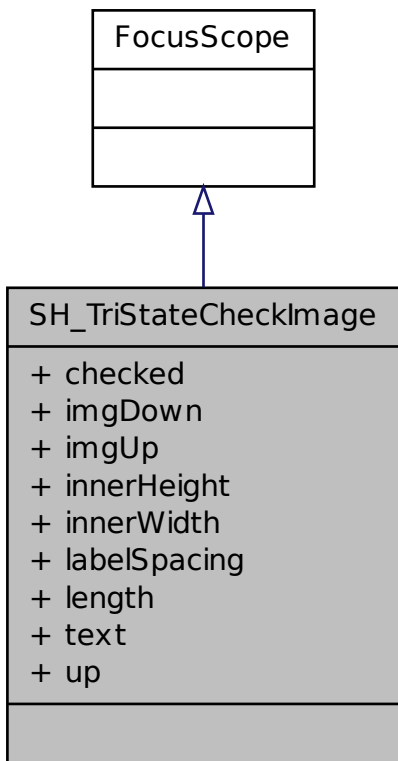 FocusScope
SH_TriStateCheckImage
+ checked
+ imgDown
+ imgUp
+ innerHeight
+ innerWidth
+ labelSpacing
+ length
+ text
+ up